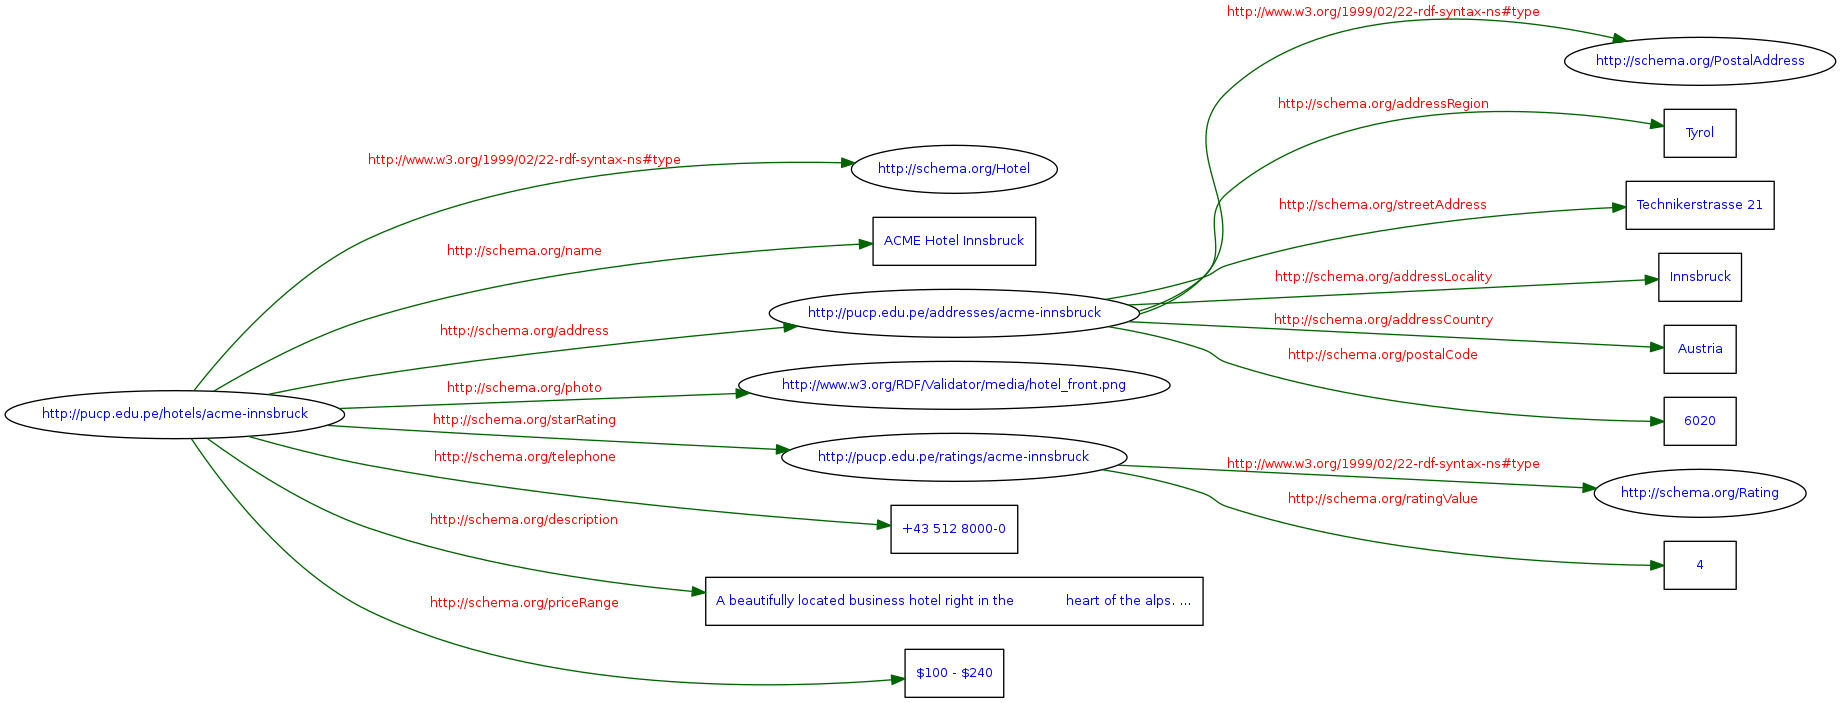 http://www.w3.org/1999/02/22-rdf-syntax-ns#type
http://schema.org/PostalAddress
http://schema.org/addressRegion
Tyrol
http://www.w3.org/1999/02/22-rdf-syntax-ns#type
http://schema.org/Hotel
http://schema.org/streetAddress
Technikerstrasse 21
http://schema.org/name
ACME Hotel Innsbruck
http://schema.org/addressLocality
Innsbruck
http://schema.org/address
http://pucp.edu.pe/addresses/acme-innsbruck
http://schema.org/addressCountry
Austria
http://schema.org/postalCode
http://schema.org/photo
http://www.w3.org/RDF/Validator/media/hotel_front.png
http://pucp.edu.pe/hotels/acme-innsbruck
http://schema.org/starRating
6020
http://schema.org/telephone
http://pucp.edu.pe/ratings/acme-innsbruck
http://www.w3.org/1999/02/22-rdf-syntax-ns#type
http://schema.org/Rating
http://schema.org/ratingValue
http://schema.org/description
+43 512 8000-0
4
http://schema.org/priceRange
A beautifully located business hotel right in the heart of the alps. ...
$100 - $240